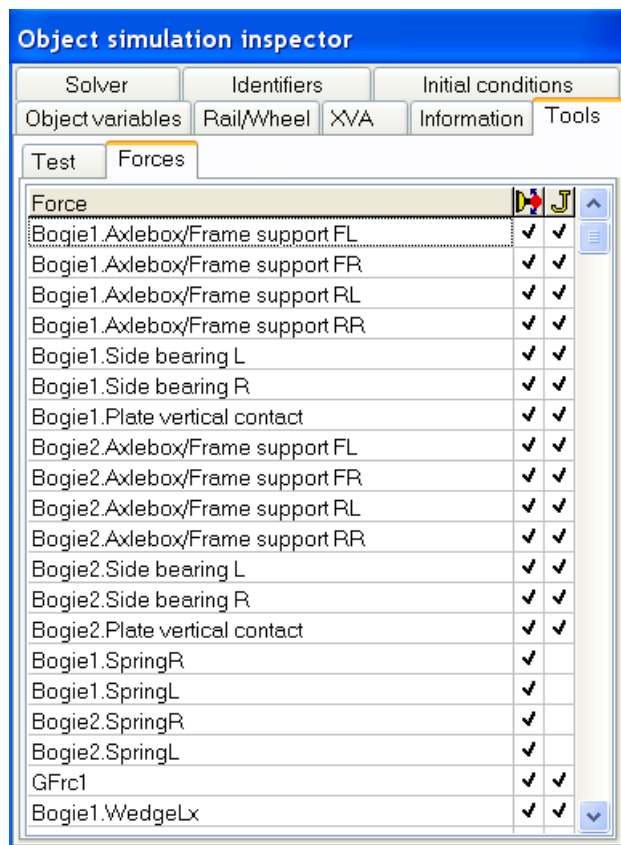 Object simulation inspector
Solver Identifiers Initial conditions
Object variables Rail/Wheel XVA Information Tools
Test Forces
Force J
Bogie1.Axlebox/Frame support FL
Bogie1.Axlebox/Frame support FR
Bogie1.Axlebox/Frame support RL
Bogie1.Axlebox/Frame support RR
Bogie1.Side bearing L
Bogie1.Side bearing R
Bogie1.Plate vertical contact
Bogie2.Axlebox/Frame support FL
Bogie2.Axlebox/Frame support FR
Bogie2.Axlebox/Frame support RL
Bogie2.Axlebox/Frame support RR
Bogie2.Side bearing L
Bogie2.Side bearing R
Bogie2.Plate vertical contact
Bogie1.SpringR
Bogie1.SpringL
Bogie2.SpringR
Bogie2.SpringL
GFrc1
Bogie1.WedgeLx